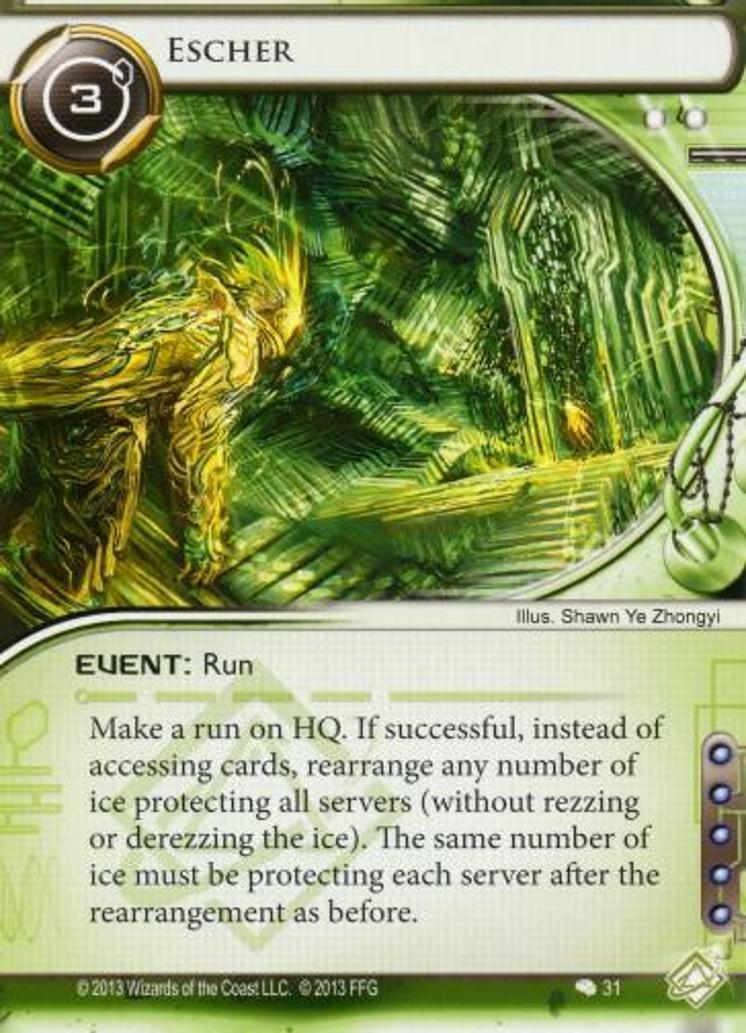 Escher
3
Illus. Shawn Ye Zhongyi
EVENT: Run
Make a run on HQ. If successful, instead of
accessing cards, rearrange any number of
ice protecting all servers (without rezzing
or derezzing the ice). The same number of
ice must be protecting each server after the
rearrangement as before.
© 2013 Wizards of the Coast LLC. © 2013 FFG
31